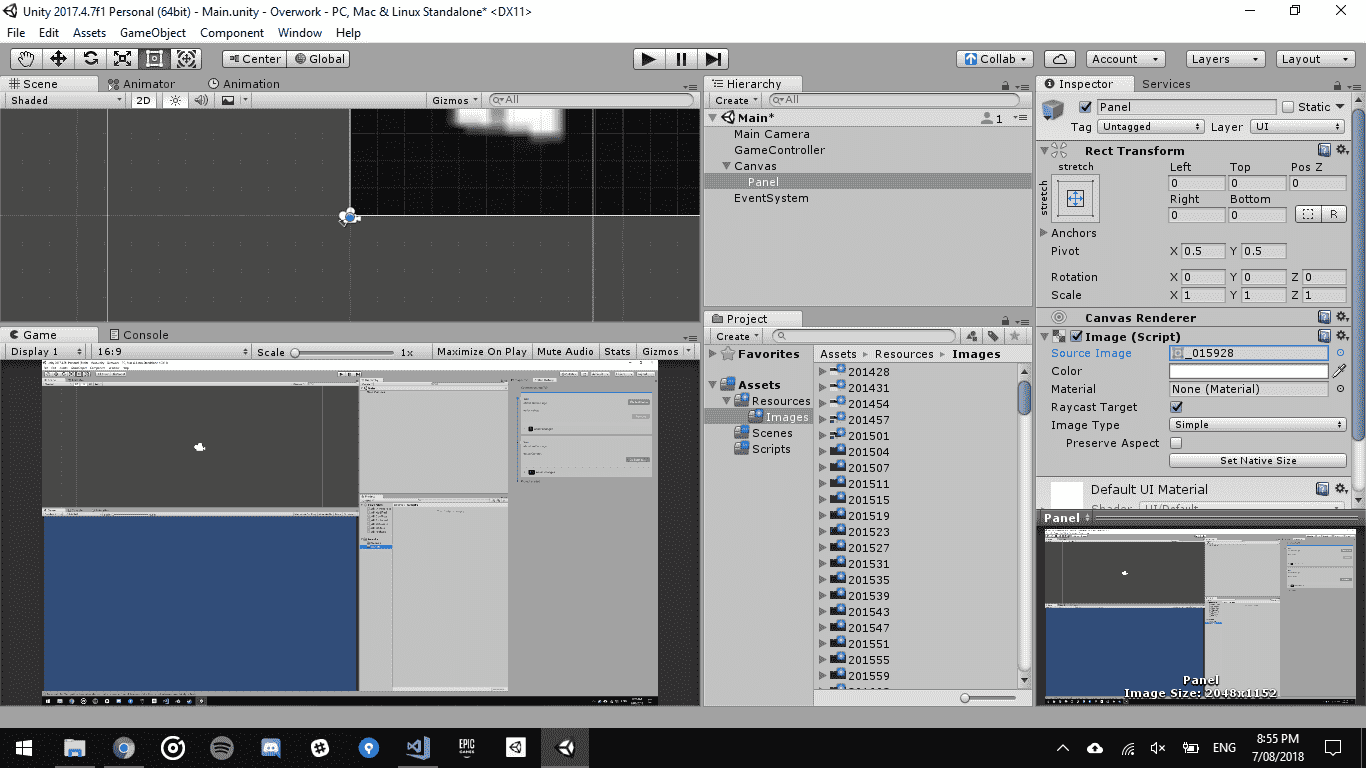 Unity 2017.4.7f1 Personal (64bit) - Main.unity - Overwork - PC, Mac & Linux Standalone* <DX11>
File Edit Assets GameObject Component Window Help
Center Global Collab Account Layers Layout
Scene Animator Animation
Shaded 2D Gizmos All
Hierarchy
Create All
Main* 1
Main Camera
GameController
Canvas
Panel
EventSystem
Inspector Services
Panel Static
Tag Untagged Layer UI
Rect Transform
stretch
stretch
Left Top Pos Z
0 0 0
Right Bottom
0 0 R
Anchors
Pivot X 0.5 Y 0.5
Rotation X 0 Y 0 Z 0
Scale X 1 Y 1 Z 1
Canvas Renderer
Image (Script)
Source Image _015928
Color
Material None (Material)
Raycast Target
Image Type Simple
Preserve Aspect
Set Native Size
Default UI Material
Shader UI/Default
Panel
Panel
Image Size: 2048x1152
Game Console
Display 1 16:9 Scale 1x Maximize On Play Mute Audio Stats Gizmos
Project
Create
Favorites
Assets
Resources
Images
Scenes
Scripts
Assets Resources Images
201428
201431
201454
201457
201501
201504
201507
201511
201515
201519
201523
201527
201531
201535
201539
201543
201547
201551
201555
201559
EPIC GAMES
ENG
8:55 PM
7/08/2018